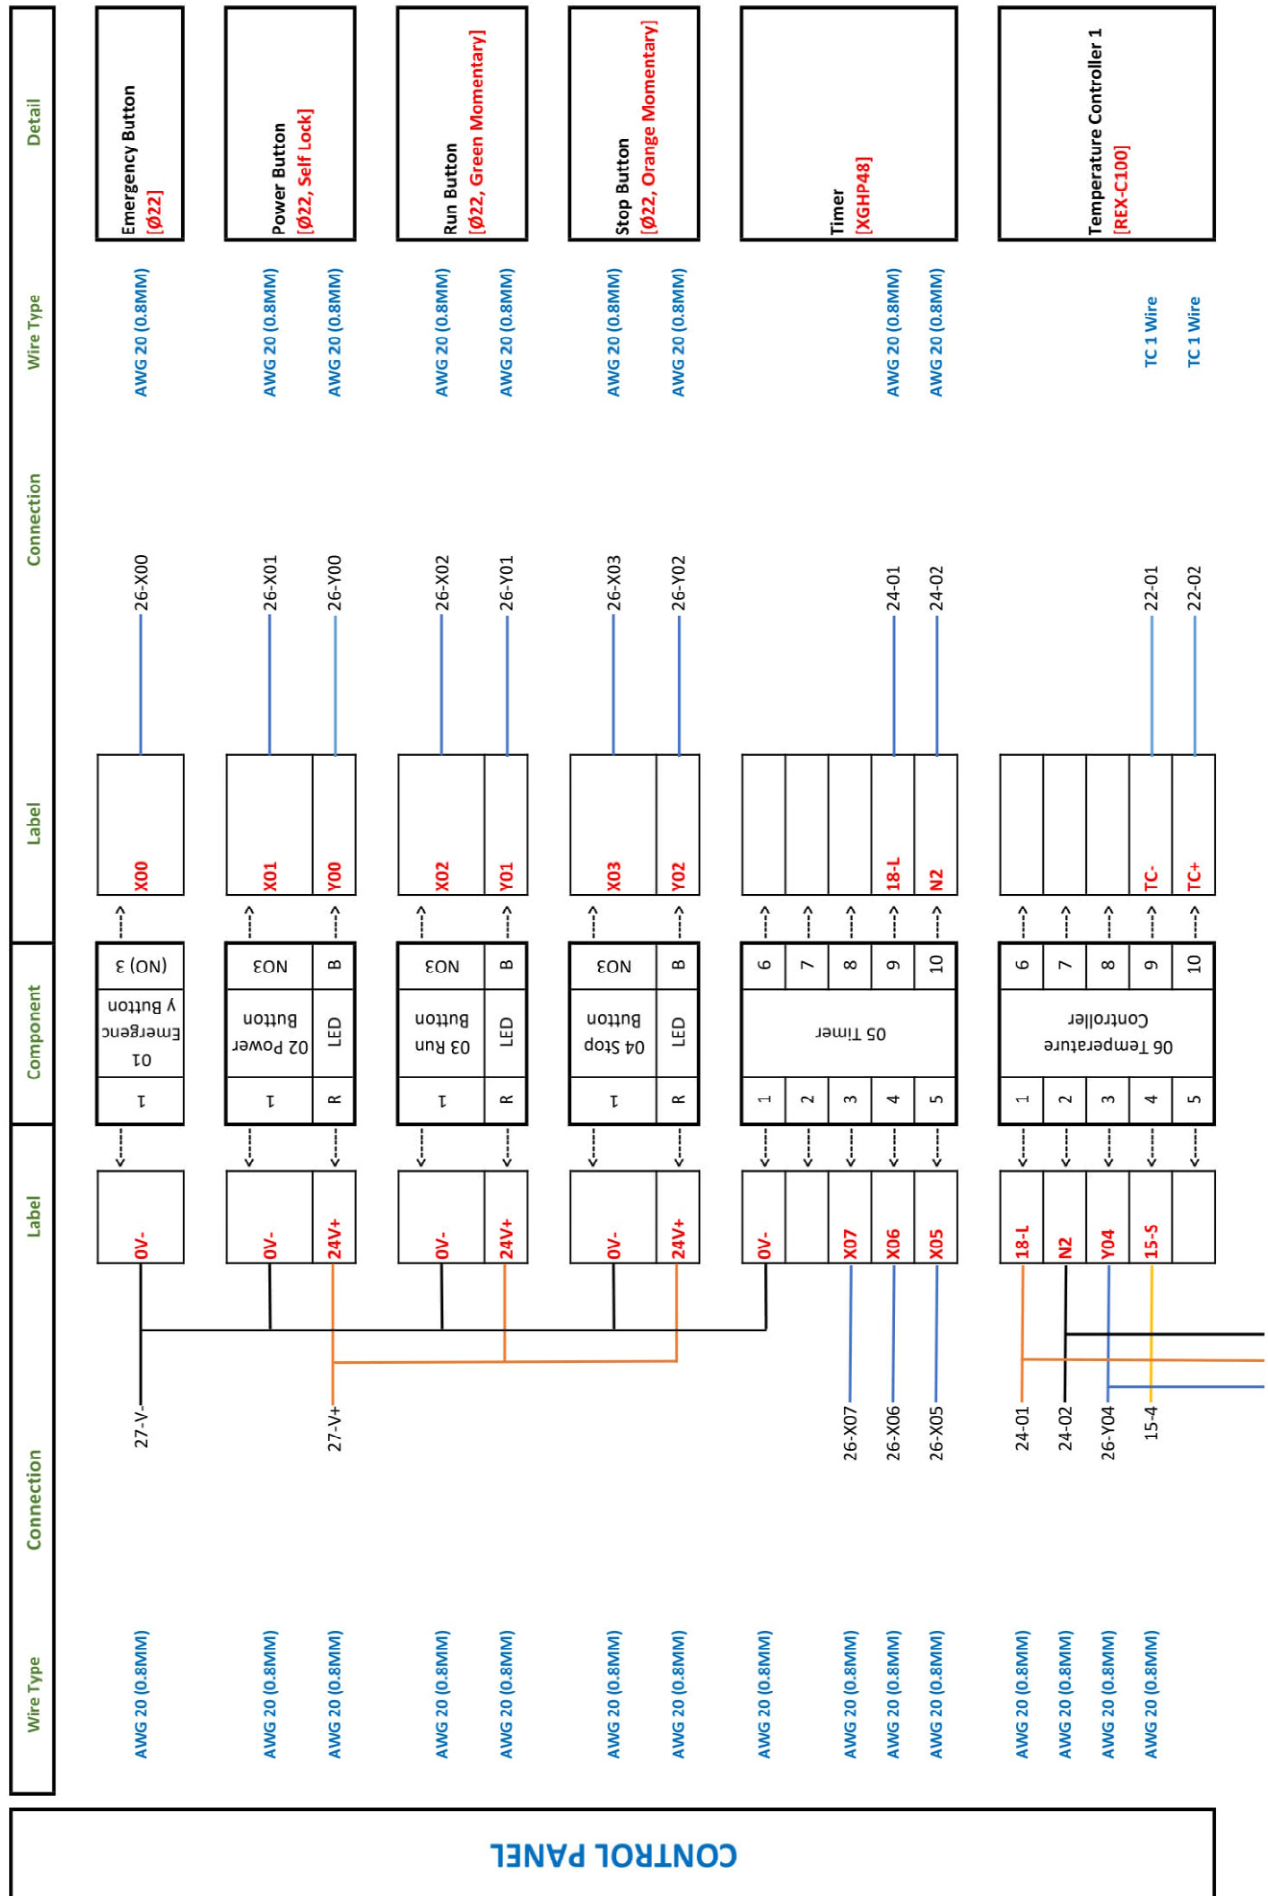 CONTROL PANEL
Wire Type
Connection
Label
Component
Label
Connection
Wire Type
Detail
AWG 20 (0.8MM)
27-V-
0V-
1
01
Emergenc
y Button
(NO) 3
X00
26-X00
AWG 20 (0.8MM)
Emergency Button
[Ø22]
AWG 20 (0.8MM)
0V-
1
02 Power
Button
NO3
X01
26-X01
AWG 20 (0.8MM)
AWG 20 (0.8MM)
27-V+
24V+
R
LED
B
Y00
26-Y00
AWG 20 (0.8MM)
Power Button
[Ø22, Self Lock]
AWG 20 (0.8MM)
0V-
1
03 Run
Button
NO3
X02
26-X02
AWG 20 (0.8MM)
AWG 20 (0.8MM)
24V+
R
LED
B
Y01
26-Y01
AWG 20 (0.8MM)
Run Button
[Ø22, Green Momentary]
AWG 20 (0.8MM)
0V-
1
04 Stop
Button
NO3
X03
26-X03
AWG 20 (0.8MM)
AWG 20 (0.8MM)
24V+
R
LED
B
Y02
26-Y02
AWG 20 (0.8MM)
Stop Button
[Ø22, Orange Momentary]
AWG 20 (0.8MM)
0V-
1
05 Timer
6
2
7
AWG 20 (0.8MM)
26-X07
X07
3
8
AWG 20 (0.8MM)
26-X06
X06
4
9
18-L
24-01
AWG 20 (0.8MM)
AWG 20 (0.8MM)
26-X05
X05
5
10
N2
24-02
AWG 20 (0.8MM)
Timer
[XGHP48]
AWG 20 (0.8MM)
24-01
18-L
1
06 Temperature
Controller
6
AWG 20 (0.8MM)
24-02
N2
2
7
AWG 20 (0.8MM)
26-Y04
Y04
3
8
AWG 20 (0.8MM)
15-4
15-S
4
9
TC-
22-01
TC 1 Wire
5
10
TC+
22-02
TC 1 Wire
Temperature Controller 1
[REX-C100]